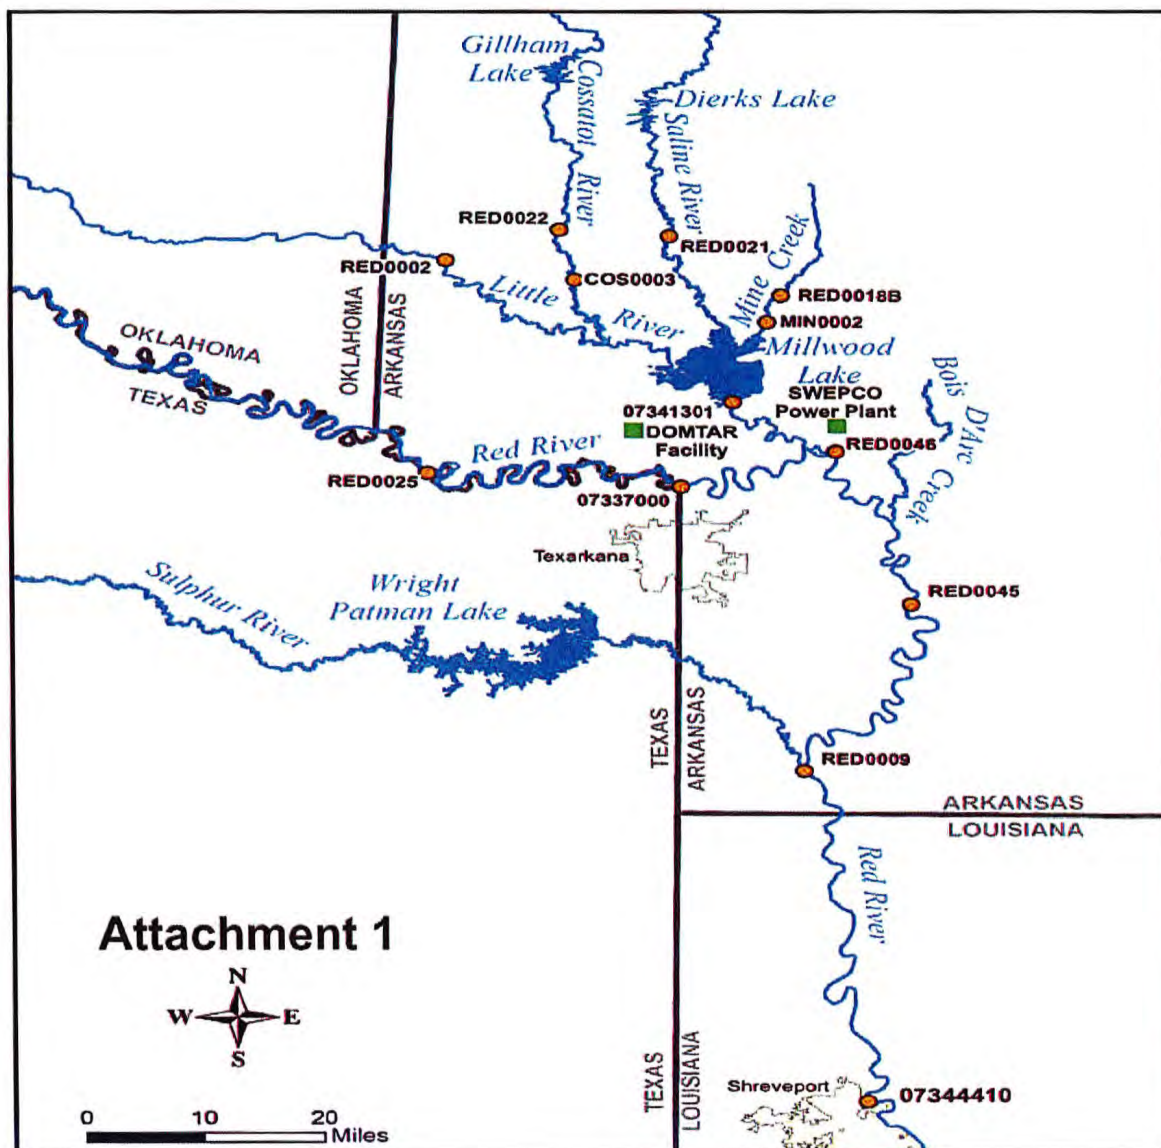 Gillham
Lake
Cossatot
River
Dierks Lake
Saline River
RED0022
RED0021
Mine Creek
RED0002
COS0003
RED0018B
Little
River
MIN0002
Millwood
Lake
OKLAHOMA
TEXAS
OKLAHOMA
ARKANSAS
SWEPCO
Power Plant
07341301
DOMTAR
Facility
Bois D'Arc Creek
Red River
RED0046
RED0025
07337000
Texarkana
Sulphur River
Wright
Patman Lake
RED0045
TEXAS
ARKANSAS
RED0009
ARKANSAS
LOUISIANA
Red River
Attachment 1
N
W
E
S
TEXAS
LOUISIANA
Shreveport
07344410
0 10 20
Miles